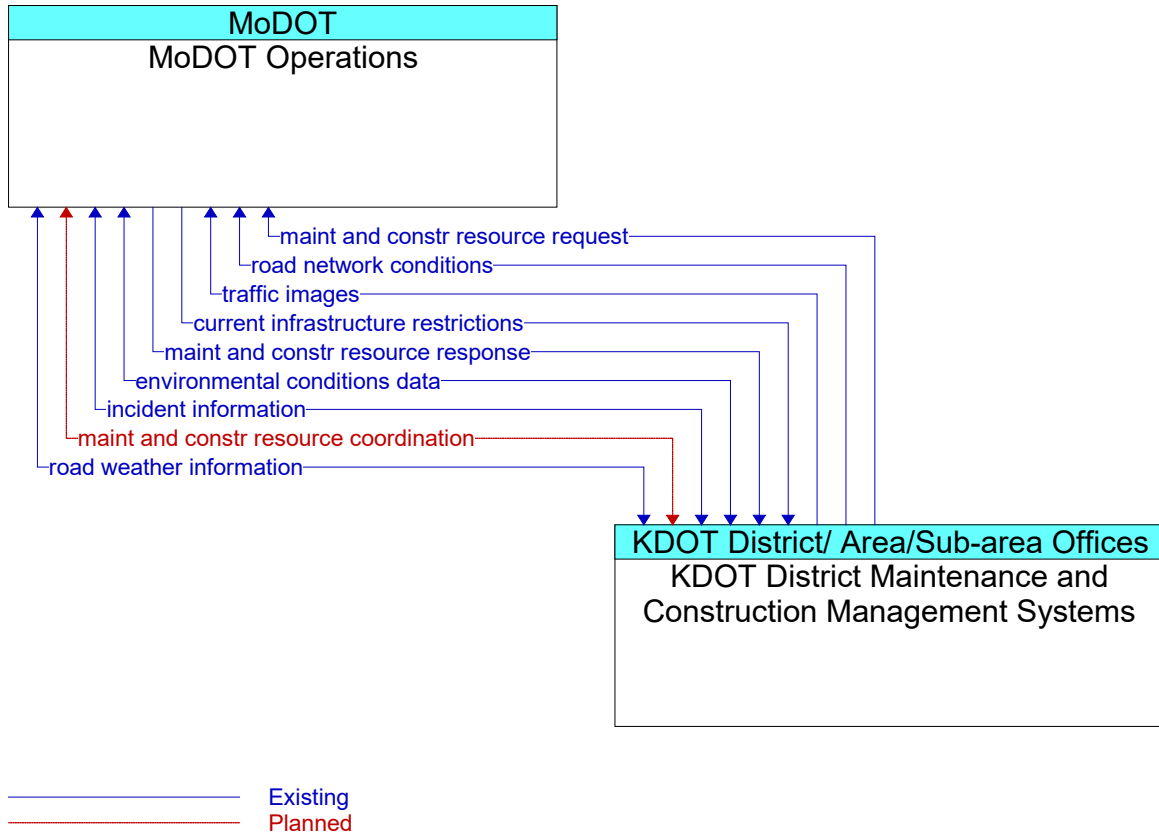 MoDOT
MoDOT Operations
maint and constr resource request
road network conditions
traffic images
current infrastructure restrictions
maint and constr resource response
environmental conditions data
incident information
maint and constr resource coordination
road weather information
KDOT District/ Area/Sub-area Offices
KDOT District Maintenance and
Construction Management Systems
Existing
Planned